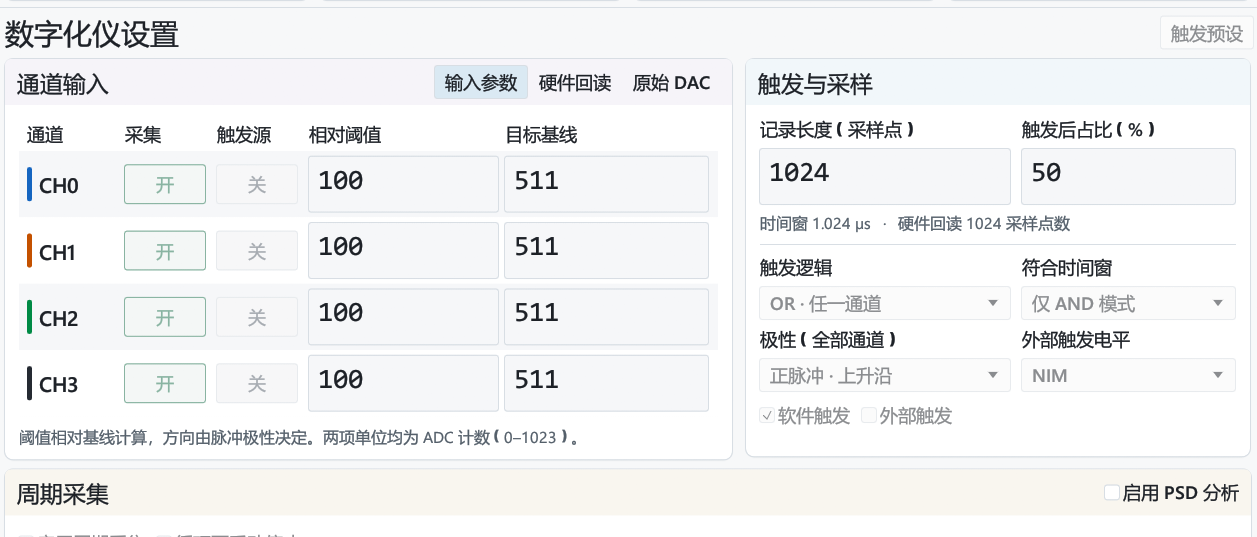 数字化仪设置
触发预设
通道输入
输入参数 硬件回读 原始 DAC
通道 采集 触发源 相对阈值 目标基线
CH0 开 关 100 511
CH1 开 关 100 511
CH2 开 关 100 511
CH3 开 关 100 511
阈值相对基线计算，方向由脉冲极性决定。两项单位均为 ADC 计数（0–1023）。
触发与采样
记录长度（采样点） 触发后占比（%）
1024 50
时间窗 1.024 µs · 硬件回读 1024 采样点数
触发逻辑 符合时间窗
OR · 任一通道 仅 AND 模式
极性（全部通道） 外部触发电平
正脉冲 · 上升沿 NIM
软件触发 外部触发
周期采集
启用 PSD 分析